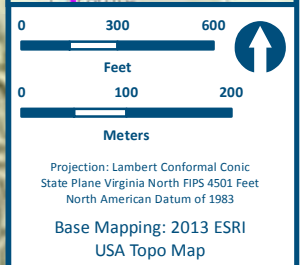 0 300 600
Feet
0 100 200
Meters
Projection: Lambert Conformal Conic
State Plane Virginia North FIPS 4501 Feet
North American Datum of 1983
Base Mapping: 2013 ESRI
USA Topo Map